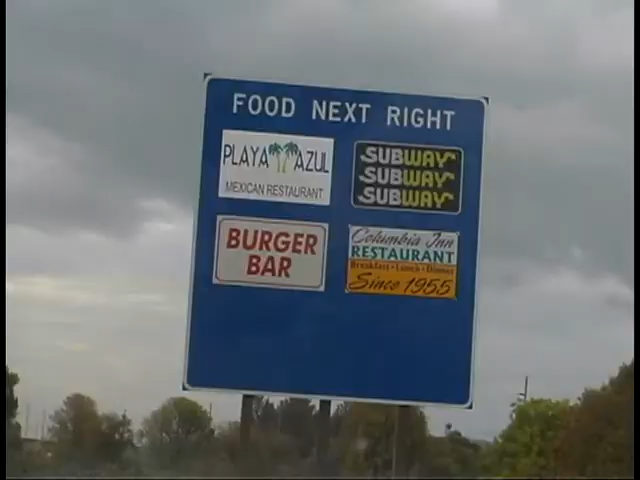 FOOD NEXT RIGHT
PLAYA AZUL
MEXICAN RESTAURANT
SUBWAY
SUBWAY
SUBWAY
BURGER
BAR
Columbia Inn
RESTAURANT
Breakfast • Lunch • Dinner
Since 1955